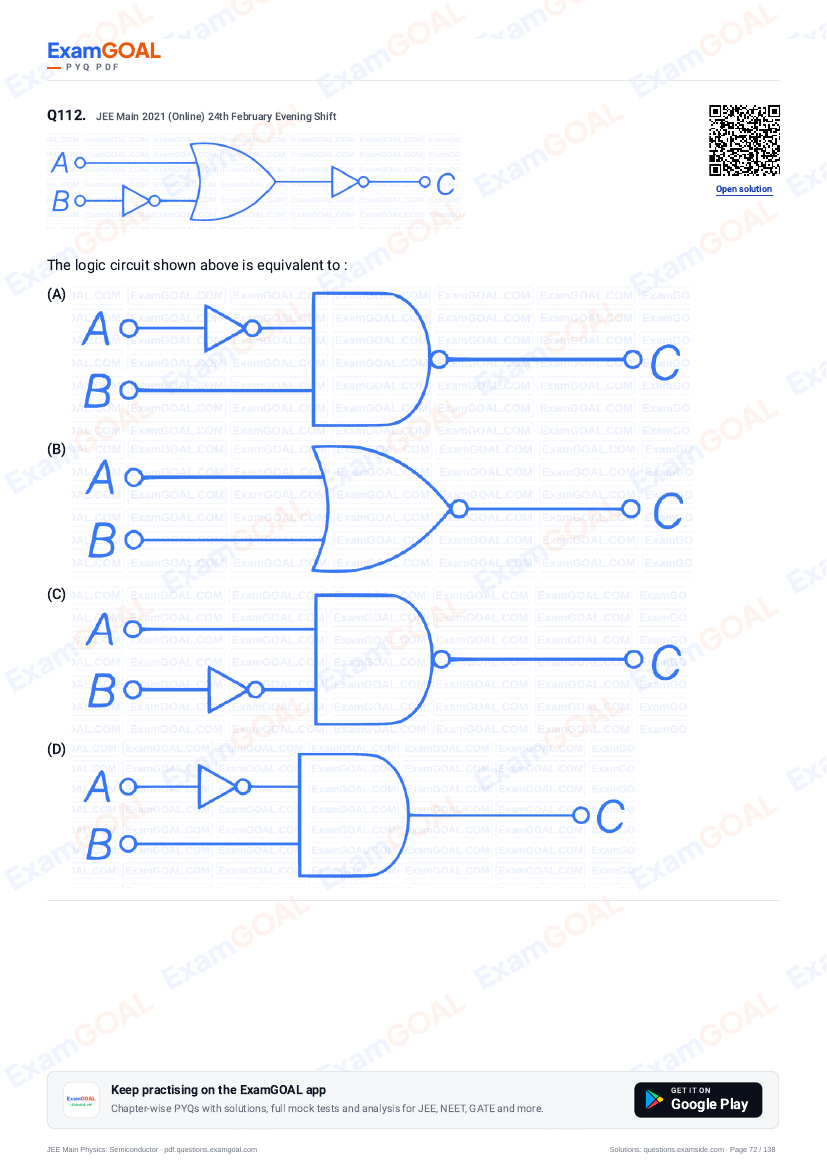 ExamGOAL
PYQ PDF
Q112. JEE Main 2021 (Online) 24th February Evening Shift
Open solution
A
B
C
The logic circuit shown above is equivalent to :
(A)
A
B
C
(B)
A
B
C
(C)
A
B
C
(D)
A
B
C
Keep practising on the ExamGOAL app
Chapter-wise PYQs with solutions, full mock tests and analysis for JEE, NEET, GATE and more.
GET IT ON
Google Play
JEE Main Physics: Semiconductor · pdf.questions.examgoal.com
Solutions: questions.examside.com · Page 72 / 138